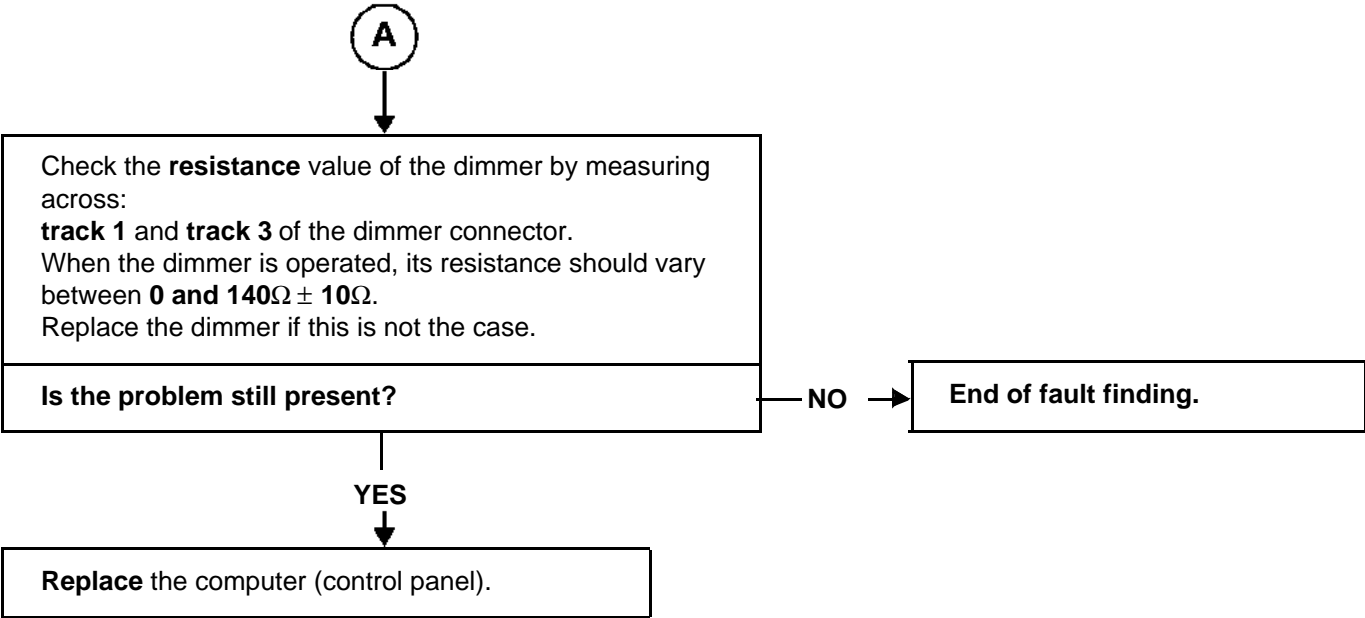 A
Check the resistance value of the dimmer by measuring
across:
track 1 and track 3 of the dimmer connector.
When the dimmer is operated, its resistance should vary
between 0 and 140Ω ± 10Ω.
Replace the dimmer if this is not the case.
Is the problem still present?
NO
End of fault finding.
YES
Replace the computer (control panel).